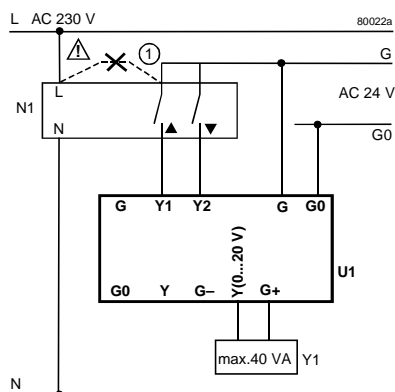 L AC 230 V
80022a
1
G
L
N1
AC 24 V
N
G0
G Y1 Y2 G G0
Y(0...20 V)
U1
G0 Y G– G+
max.40 VA Y1
N